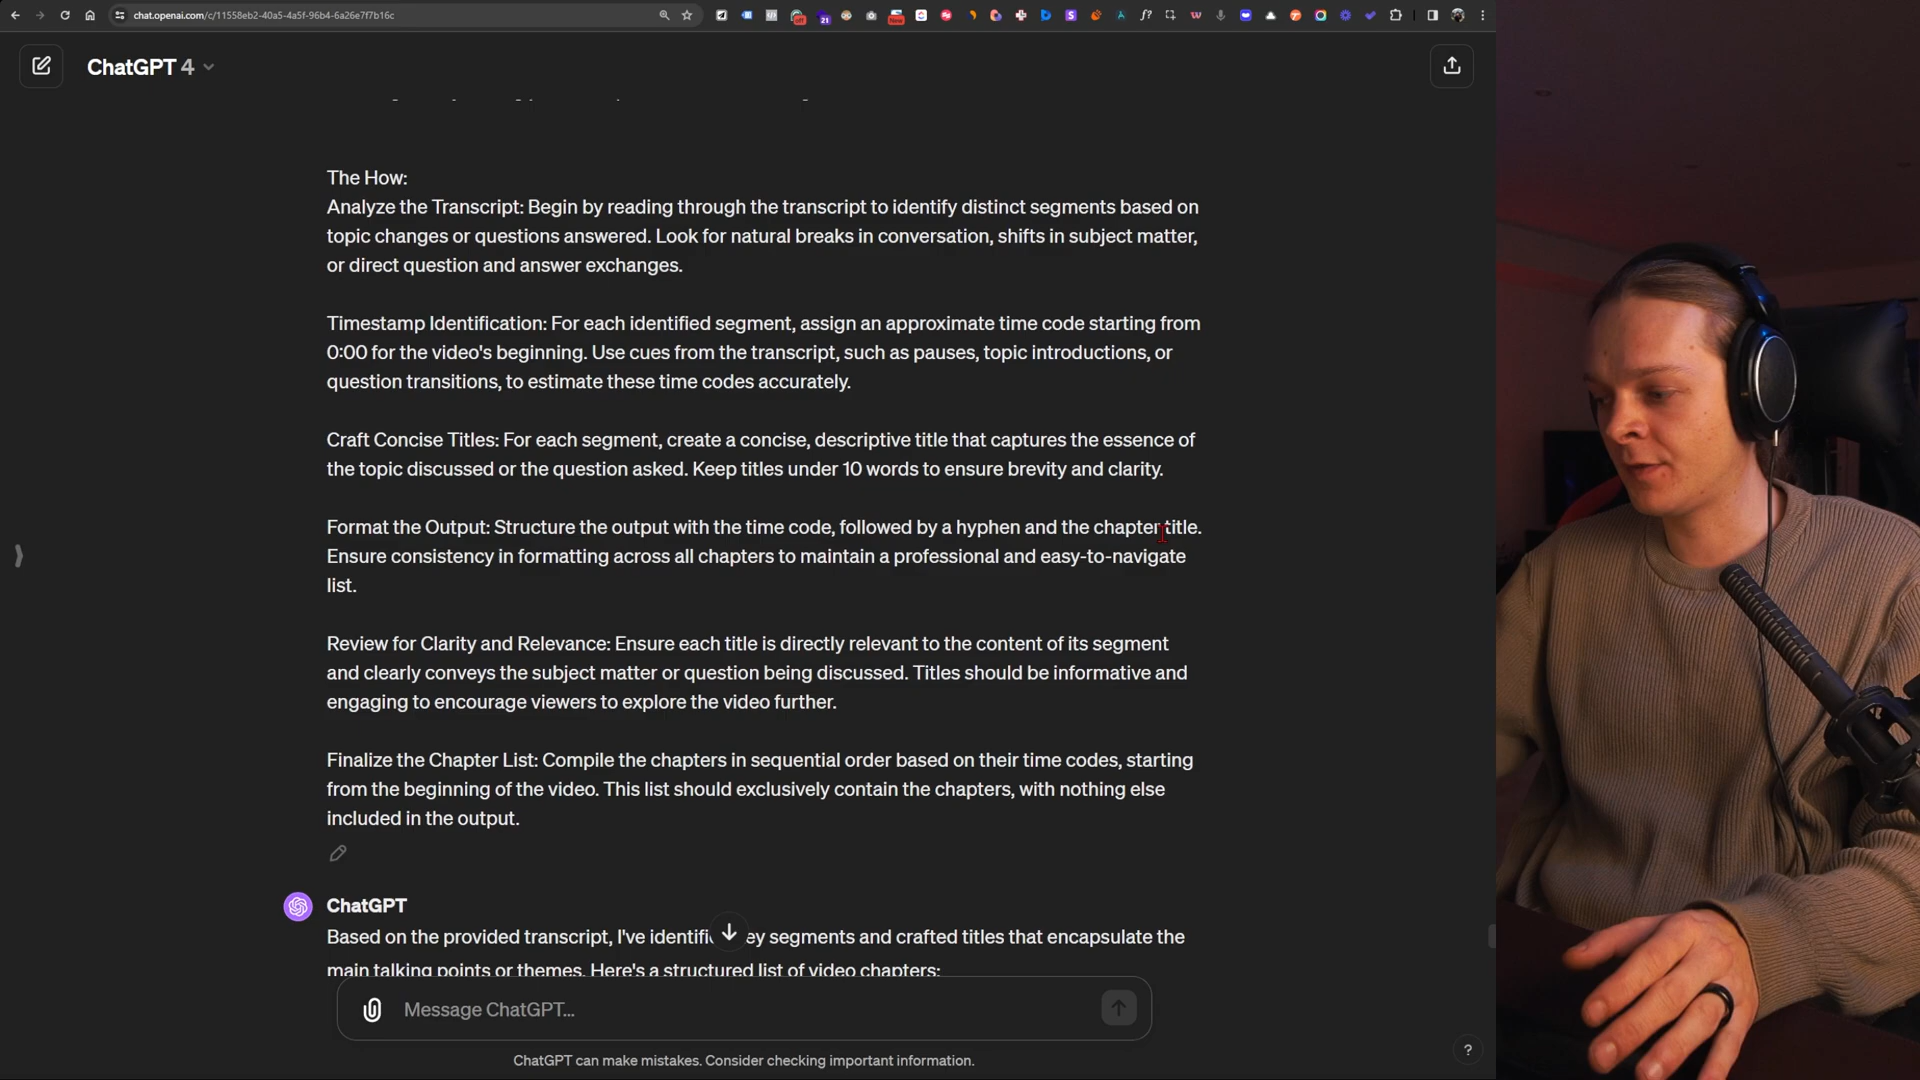 chat.openai.com/c/11558eb2-40a5-4a5f-96b4-6a26e7f7b16c
ChatGPT 4
The How:
Analyze the Transcript: Begin by reading through the transcript to identify distinct segments based on
topic changes or questions answered. Look for natural breaks in conversation, shifts in subject matter,
or direct question and answer exchanges.
Timestamp Identification: For each identified segment, assign an approximate time code starting from
0:00 for the video's beginning. Use cues from the transcript, such as pauses, topic introductions, or
question transitions, to estimate these time codes accurately.
Craft Concise Titles: For each segment, create a concise, descriptive title that captures the essence of
the topic discussed or the question asked. Keep titles under 10 words to ensure brevity and clarity.
Format the Output: Structure the output with the time code, followed by a hyphen and the chapter title.
Ensure consistency in formatting across all chapters to maintain a professional and easy-to-navigate
list.
Review for Clarity and Relevance: Ensure each title is directly relevant to the content of its segment
and clearly conveys the subject matter or question being discussed. Titles should be informative and
engaging to encourage viewers to explore the video further.
Finalize the Chapter List: Compile the chapters in sequential order based on their time codes, starting
from the beginning of the video. This list should exclusively contain the chapters, with nothing else
included in the output.
ChatGPT
Based on the provided transcript, I've identified key segments and crafted titles that encapsulate the
main talking points or themes. Here's a structured list of video chapters:
Message ChatGPT...
ChatGPT can make mistakes. Consider checking important information.
?